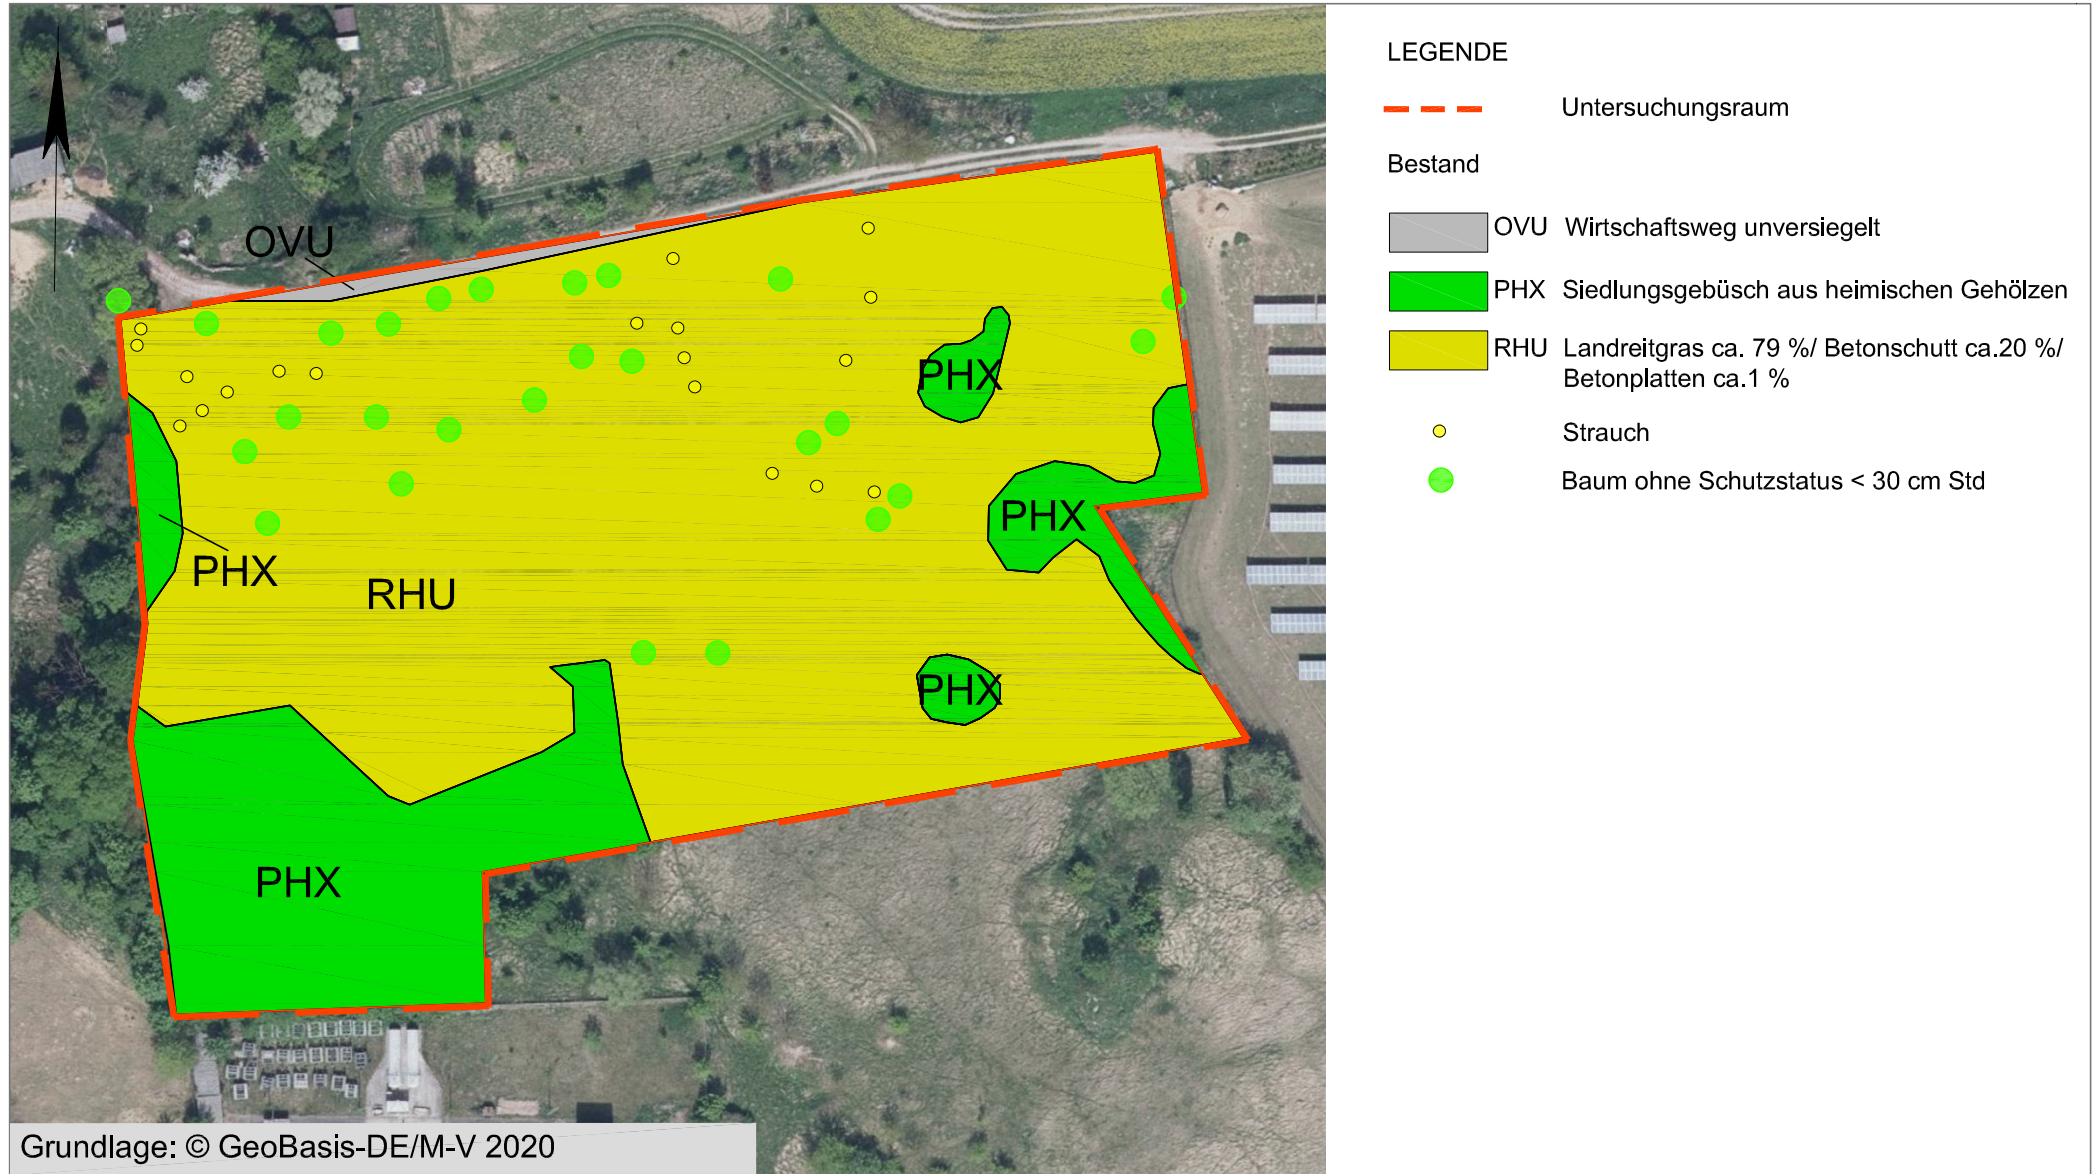 LEGENDE
Untersuchungsraum
Bestand
OVU Wirtschaftsweg unversiegelt
PHX Siedlungsgebüsch aus heimischen Gehölzen
RHU Landreitgras ca. 79 %/ Betonschutt ca.20 %/
Betonplatten ca.1 %
Strauch
Baum ohne Schutzstatus < 30 cm Std
OVU
PHX
PHX
PHX
RHU
PHX
PHX
Grundlage: © GeoBasis-DE/M-V 2020